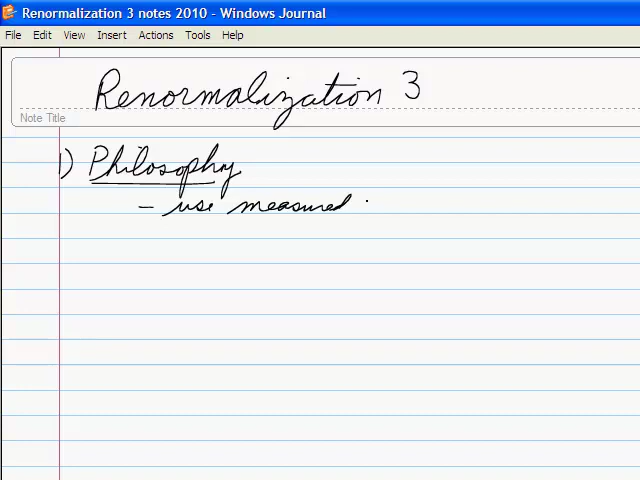 Renormalization 3 notes 2010 - Windows Journal
File Edit View Insert Actions Tools Help
Renormalization 3
Note Title
1) Philosophy
- use measured